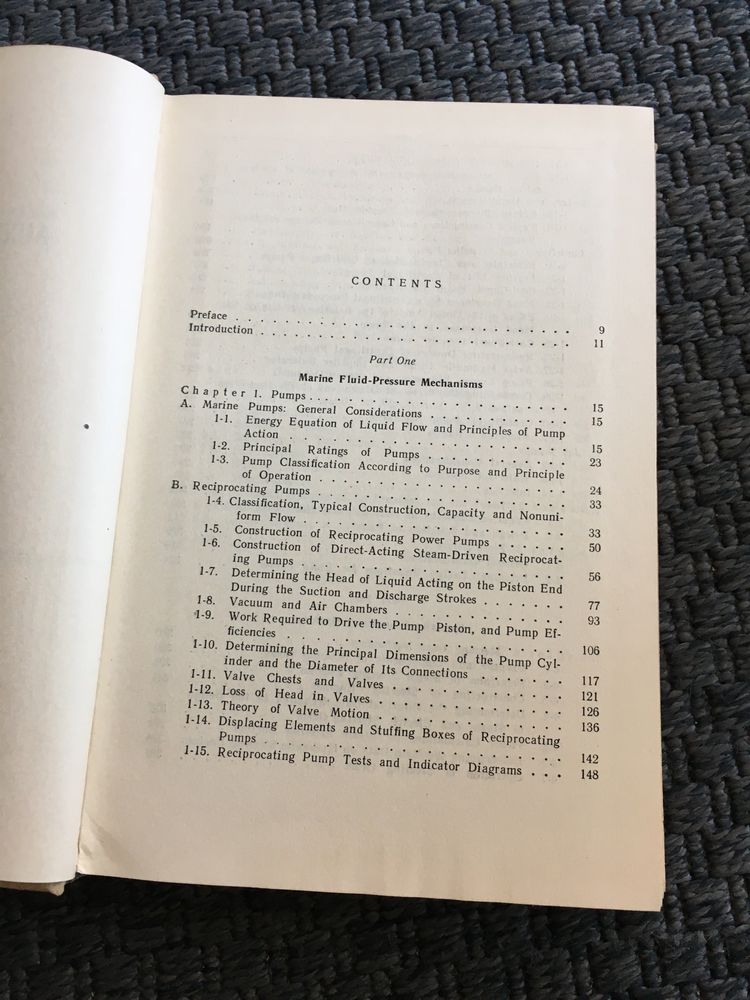 CONTENTS
Preface . . . . . . . . . . . . . . . . . . . . . . . . . . . . 9
Introduction . . . . . . . . . . . . . . . . . . . . . . . . . . 11
Part One
Marine Fluid-Pressure Mechanisms
Chapter I. Pumps . . . . . . . . . . . . . . . . . . . . 15
A. Marine Pumps: General Considerations . . . . . . . . . . . 15
1-1. Energy Equation of Liquid Flow and Principles of Pump
Action . . . . . . . . . . . . . . . . . . . . . . . 15
1-2. Principal Ratings of Pumps . . . . . . . . . . . . . 23
1-3. Pump Classification According to Purpose and Principle
of Operation . . . . . . . . . . . . . . . . . . . . 24
B. Reciprocating Pumps . . . . . . . . . . . . . . . . . . . . 33
1-4. Classification, Typical Construction, Capacity and Nonuni-
form Flow . . . . . . . . . . . . . . . . . . . . . . 33
1-5. Construction of Reciprocating Power Pumps . . . . . . 50
1-6. Construction of Direct-Acting Steam-Driven Reciprocat-
ing Pumps . . . . . . . . . . . . . . . . . . . . . . 56
1-7. Determining the Head of Liquid Acting on the Piston End
During the Suction and Discharge Strokes . . . . . . . 77
1-8. Vacuum and Air Chambers . . . . . . . . . . . . . . 93
1-9. Work Required to Drive the Pump Piston, and Pump Ef-
ficiencies . . . . . . . . . . . . . . . . . . . . . . 106
1-10. Determining the Principal Dimensions of the Pump Cyl-
inder and the Diameter of Its Connections . . . . . . . 117
1-11. Valve Chests and Valves . . . . . . . . . . . . . . 121
1-12. Loss of Head in Valves . . . . . . . . . . . . . . . 126
1-13. Theory of Valve Motion . . . . . . . . . . . . . . . 136
1-14. Displacing Elements and Stuffing Boxes of Reciprocating
Pumps . . . . . . . . . . . . . . . . . . . . . . . . 142
1-15. Reciprocating Pump Tests and Indicator Diagrams . . . 148